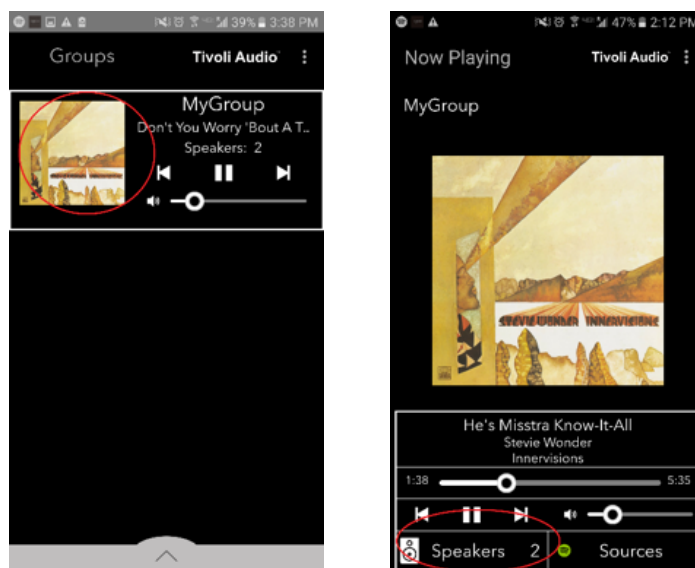 39% 3:38 PM
Groups
Tivoli Audio
MyGroup
Don't You Worry 'Bout A T...
Speakers: 2
47% 2:12 PM
Now Playing
Tivoli Audio
MyGroup
STEVIE WONDER INNERVISIONS
He's Misstra Know-It-All
Stevie Wonder
Innervisions
1:38
5:35
Speakers 2
Sources